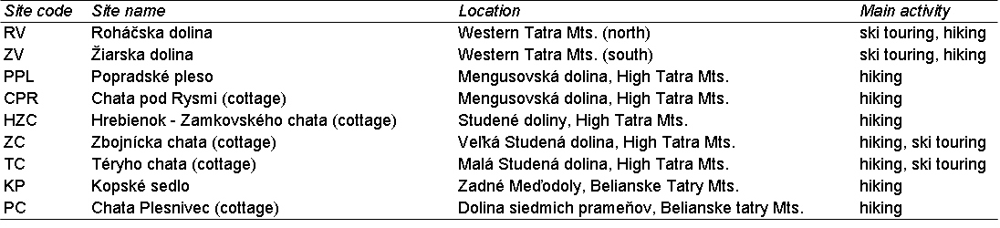 Site code Site name Location Main activity
RV Roháčska dolina Western Tatra Mts. (north) ski touring, hiking
ZV Žiarska dolina Western Tatra Mts. (south) ski touring, hiking
PPL Popradské pleso Mengusovská dolina, High Tatra Mts. hiking
CPR Chata pod Rysmi (cottage) Mengusovská dolina, High Tatra Mts. hiking
HZC Hrebienok - Zamkovského chata (cottage) Studené doliny, High Tatra Mts. hiking
ZC Zbojnícka chata (cottage) Veľká Studená dolina, High Tatra Mts. hiking, ski touring
TC Téryho chata (cottage) Malá Studená dolina, High Tatra Mts. hiking, ski touring
KP Kopské sedlo Zadné Meďodoly, Belianske Tatry Mts. hiking
PC Chata Plesnivec (cottage) Dolina siedmich prameňov, Belianske tatry Mts. hiking